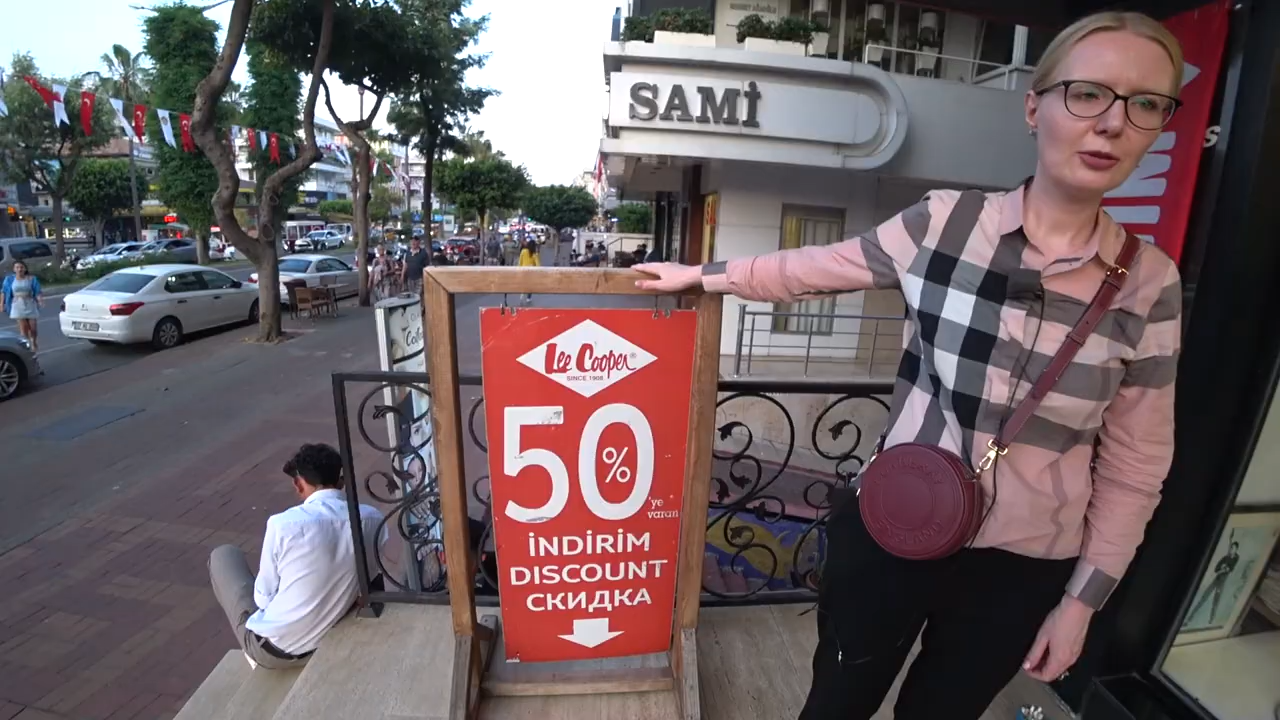 SAMİ
Lee Cooper®
SINCE 1908
50%
'ye
varan
İNDİRİM
DISCOUNT
СКИДКА